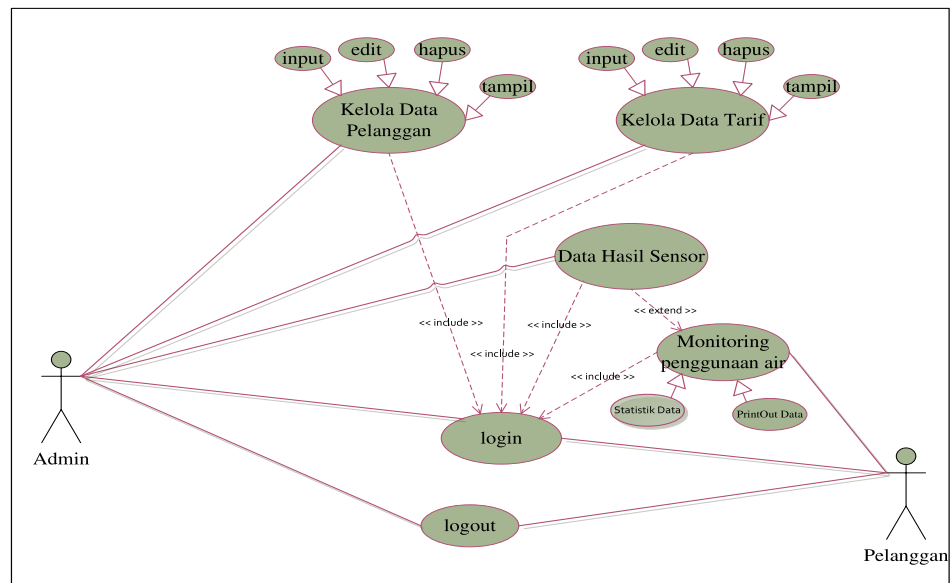 input
edit
hapus
tampil
Kelola Data
Pelanggan
input
edit
hapus
tampil
Kelola Data Tarif
Data Hasil Sensor
<< extend >>
<< include >>
<< include >>
<< include >>
<< include >>
Monitoring
penggunaan air
Statistik Data
PrintOut Data
login
logout
Admin
Pelanggan